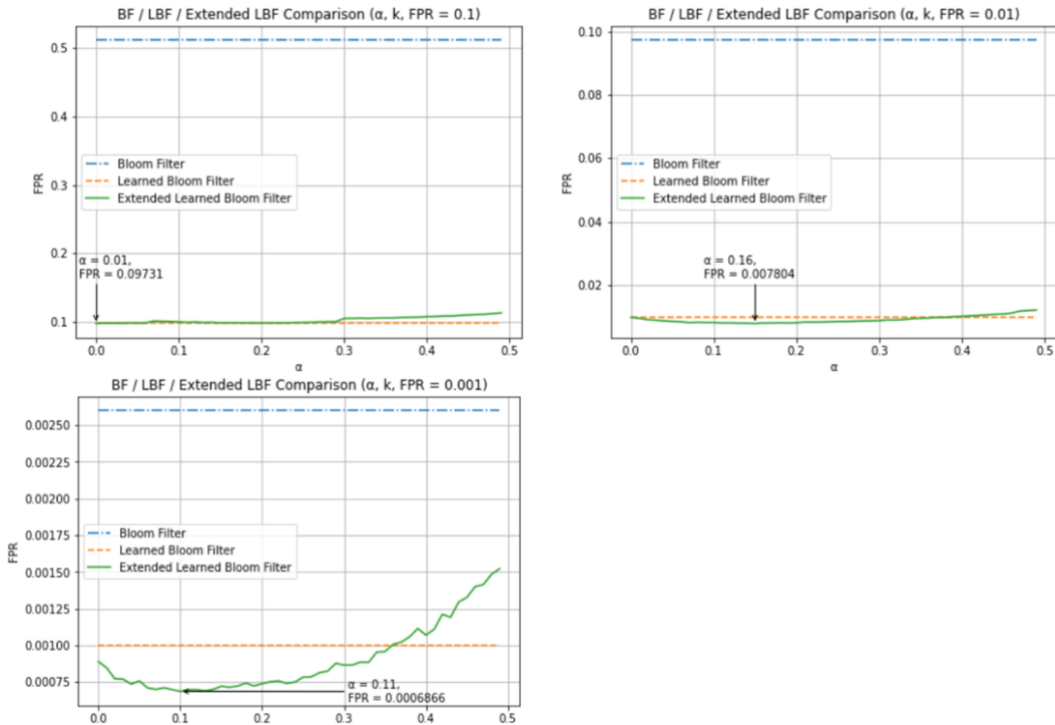 BF / LBF / Extended LBF Comparison (α, k, FPR = 0.1)
0.5
0.4
0.3
0.2
0.1
FPR
Bloom Filter
Learned Bloom Filter
Extended Learned Bloom Filter
α = 0.01,
FPR = 0.09731
0.0 0.1 0.2 0.3 0.4 0.5
α
BF / LBF / Extended LBF Comparison (α, k, FPR = 0.01)
0.10
0.08
0.06
0.04
0.02
FPR
Bloom Filter
Learned Bloom Filter
Extended Learned Bloom Filter
α = 0.16,
FPR = 0.007804
0.0 0.1 0.2 0.3 0.4 0.5
α
BF / LBF / Extended LBF Comparison (α, k, FPR = 0.001)
0.00250
0.00225
0.00200
0.00175
0.00150
0.00125
0.00100
0.00075
FPR
Bloom Filter
Learned Bloom Filter
Extended Learned Bloom Filter
α = 0.11,
FPR = 0.0006866
0.0 0.1 0.2 0.3 0.4 0.5